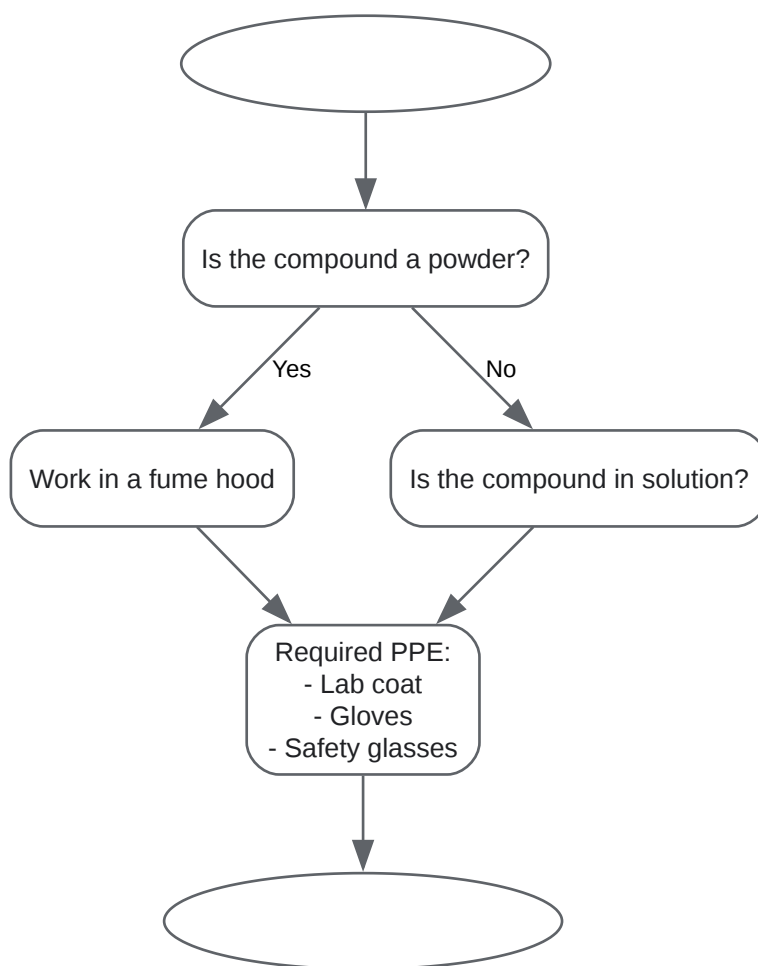 Is the compound a powder?
Yes
No
Work in a fume hood
Is the compound in solution?
Required PPE:
- Lab coat
- Gloves
- Safety glasses